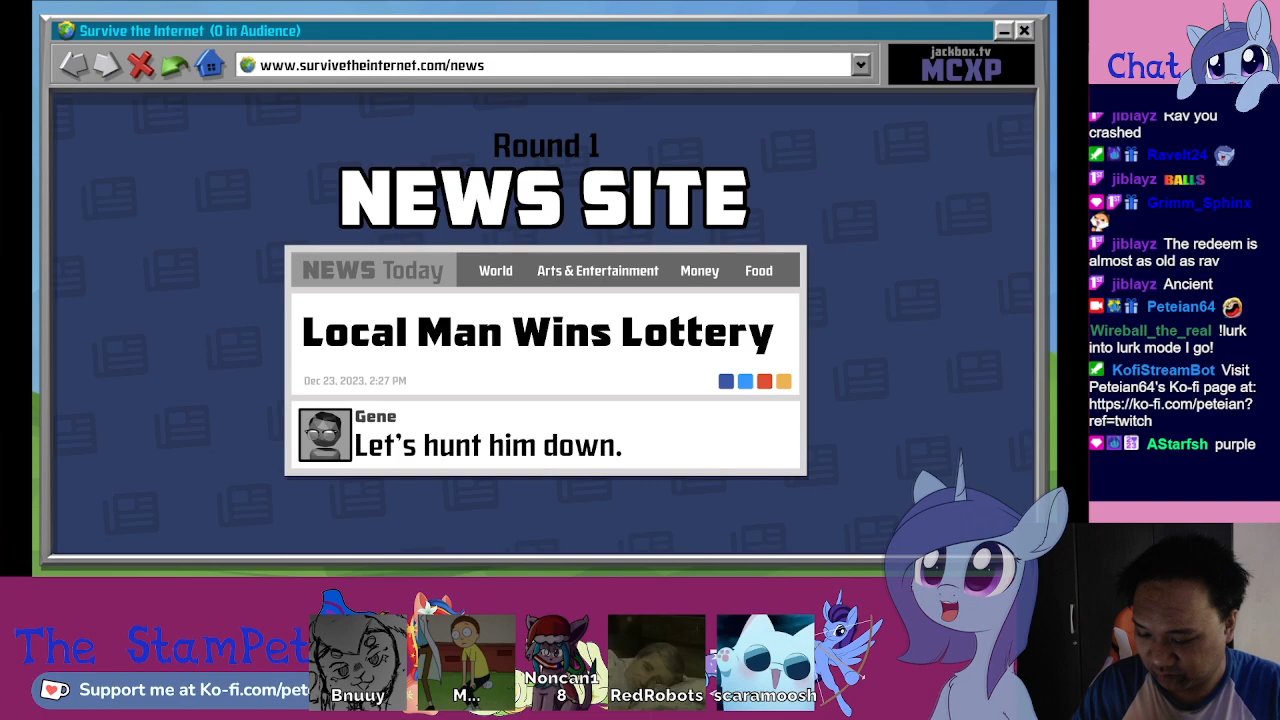 Survive the Internet (0 in Audience)
www.survivetheinternet.com/news
jackbox.tv
MCXP
Round 1
NEWS SITE
NEWS Today World Arts & Entertainment Money Food
Local Man Wins Lottery
Dec 23, 2023, 2:27 PM
Gene
Let's hunt him down.
Chat
jiblayz Rav you
crashed
Ravelt24
jiblayz BALLS
Grimm_Sphinx
jiblayz The redeem is
almost as old as rav
jiblayz Ancient
Peteian64
Wireball_the_real !lurk
into lurk mode I go!
KofiStreamBot Visit
Peteian64's Ko-fi page at:
https://ko-fi.com/peteian?
ref=twitch
AStarfsh purple
The StamPet
Support me at Ko-fi.com/pet
Bnuuy
M...
Noncan1
8
RedRobots
scaramoosh